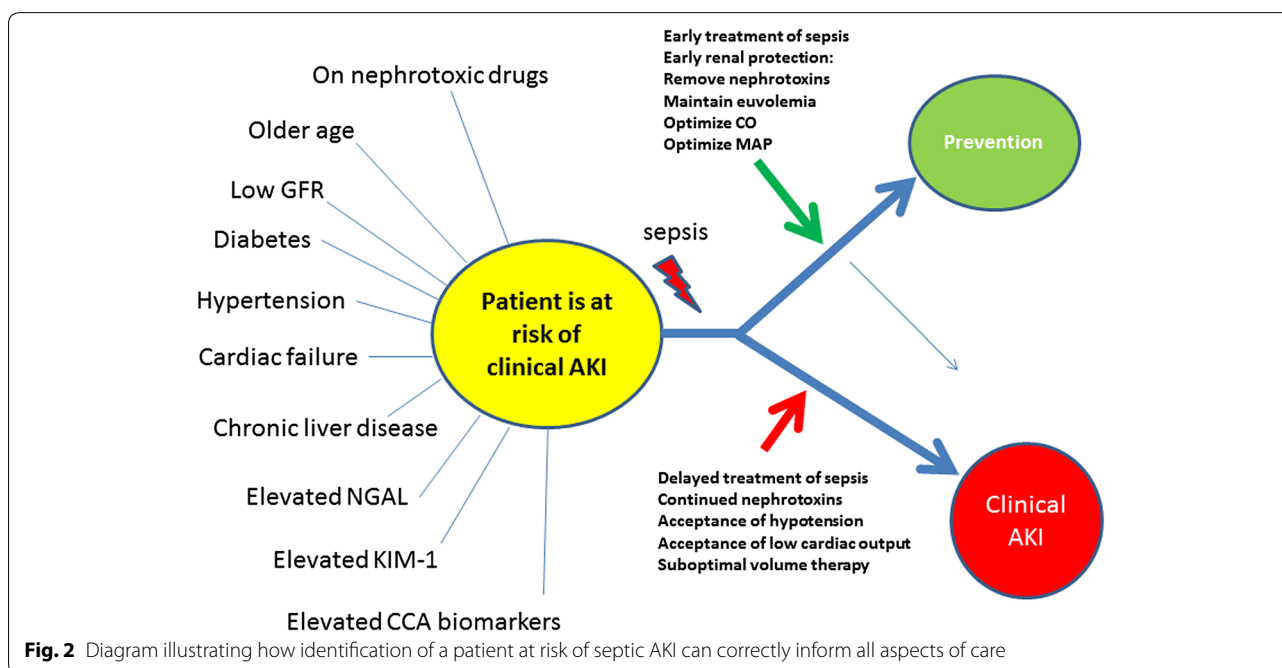 On nephrotoxic drugs
Older age
Low GFR
Diabetes
Hypertension
Cardiac failure
Chronic liver disease
Elevated NGAL
Elevated KIM-1
Elevated CCA biomarkers
Patient is at
risk of
clinical AKI
sepsis
Early treatment of sepsis
Early renal protection:
Remove nephrotoxins
Maintain euvolemia
Optimize CO
Optimize MAP
Prevention
Delayed treatment of sepsis
Continued nephrotoxins
Acceptance of hypotension
Acceptance of low cardiac output
Suboptimal volume therapy
Clinical
AKI
Fig. 2 Diagram illustrating how identification of a patient at risk of septic AKI can correctly inform all aspects of care